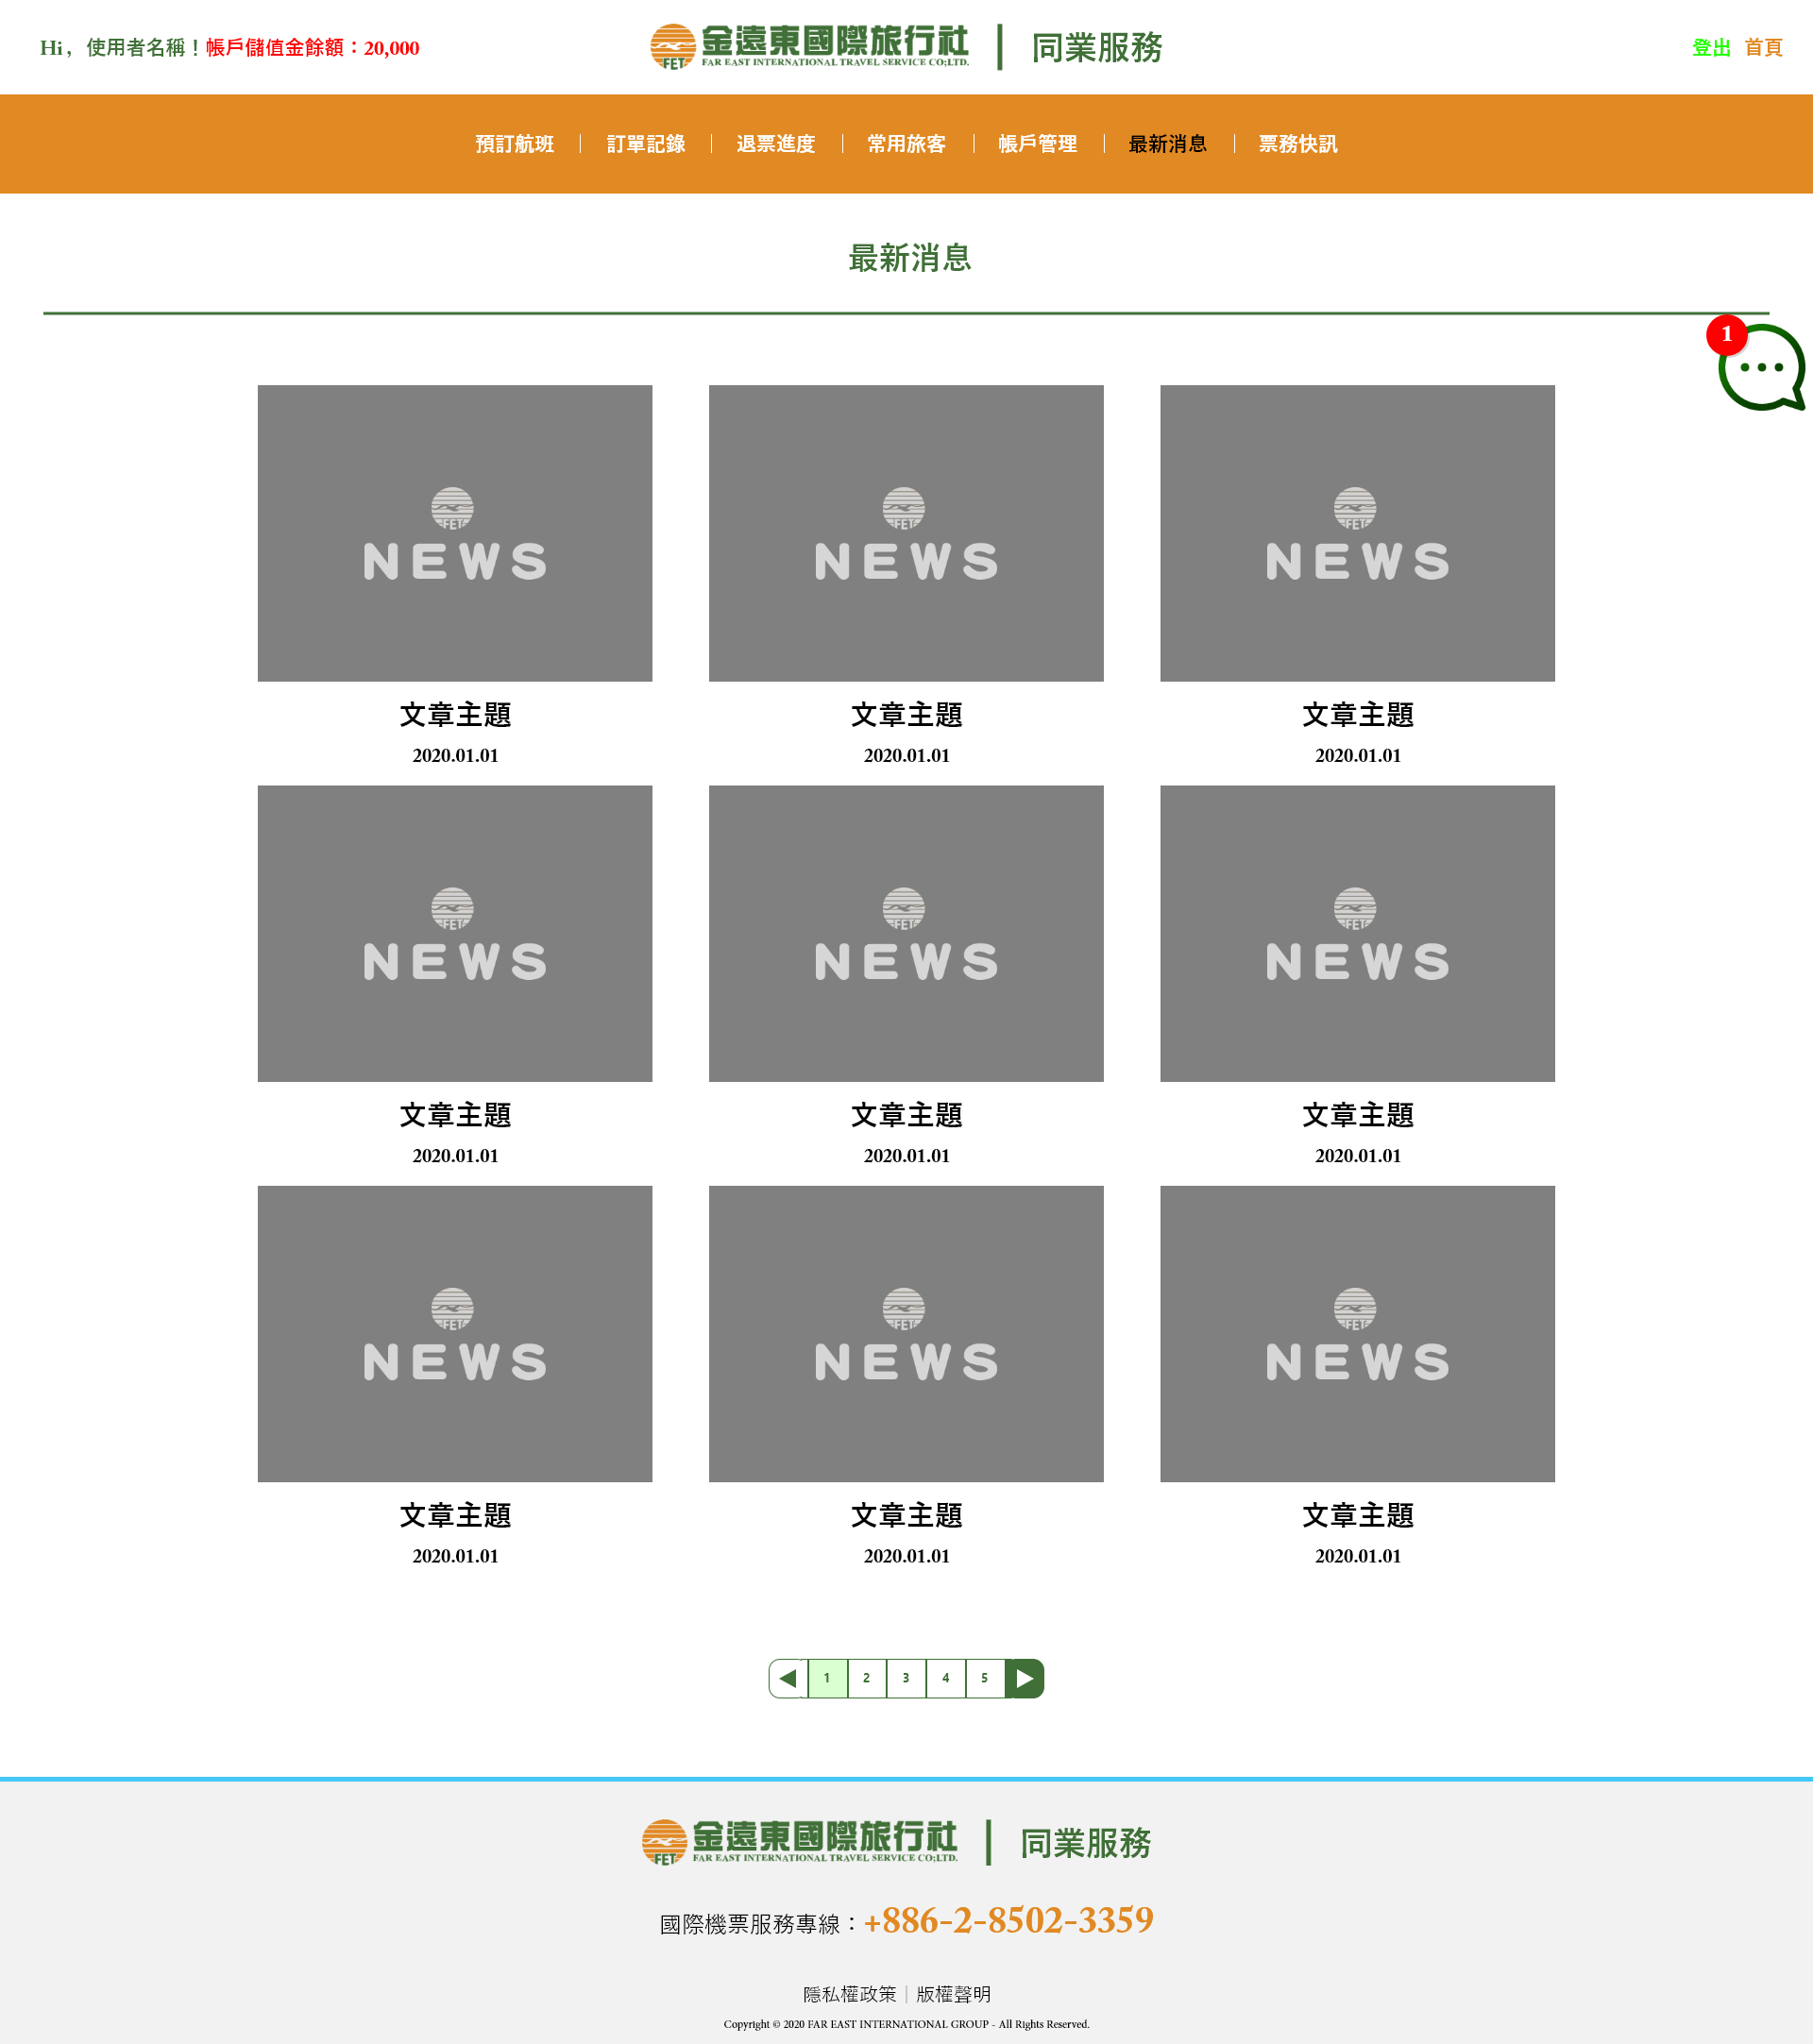 Hi，使用者名稱！帳戶儲值金餘額：20,000
FET
金遠東國際旅行社
FAR EAST INTERNATIONAL TRAVEL SERVICE CO;LTD.
同業服務
登出 首頁
預訂航班 訂單記錄 退票進度 常用旅客 帳戶管理 最新消息 票務快訊
最新消息
1
FET FET FET
NEWS NEWS NEWS
文章主題 文章主題 文章主題
2020.01.01 2020.01.01 2020.01.01
FET FET FET
NEWS NEWS NEWS
文章主題 文章主題 文章主題
2020.01.01 2020.01.01 2020.01.01
FET FET FET
NEWS NEWS NEWS
文章主題 文章主題 文章主題
2020.01.01 2020.01.01 2020.01.01
1 2 3 4 5
FET
金遠東國際旅行社
FAR EAST INTERNATIONAL TRAVEL SERVICE CO;LTD.
同業服務
國際機票服務專線：+886-2-8502-3359
隱私權政策｜版權聲明
Copyright © 2020 FAR EAST INTERNATIONAL GROUP - All Rights Reserved.